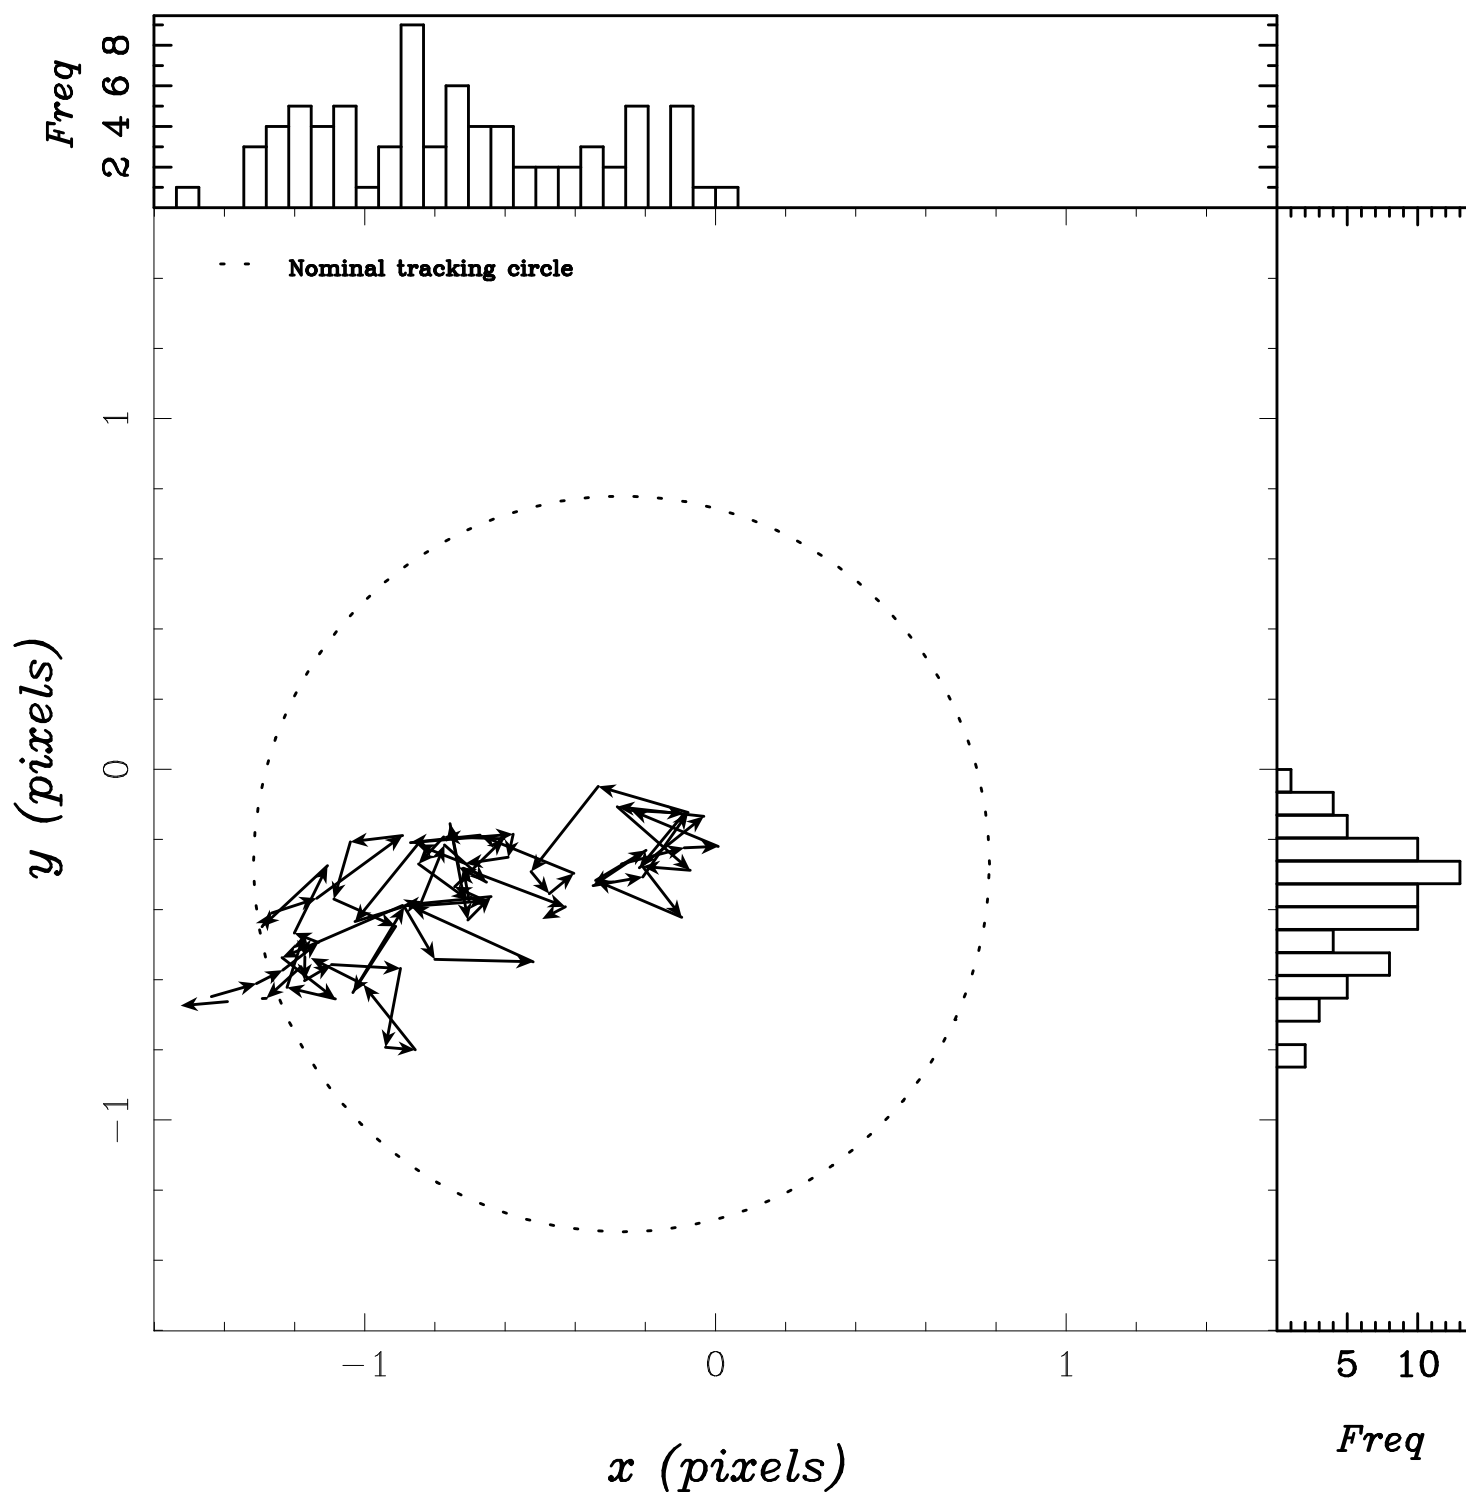 Freq
2 4 6 8
Nominal tracking circle
y (pixels)
1
0
−1
−1 0 1
x (pixels)
5 10
Freq